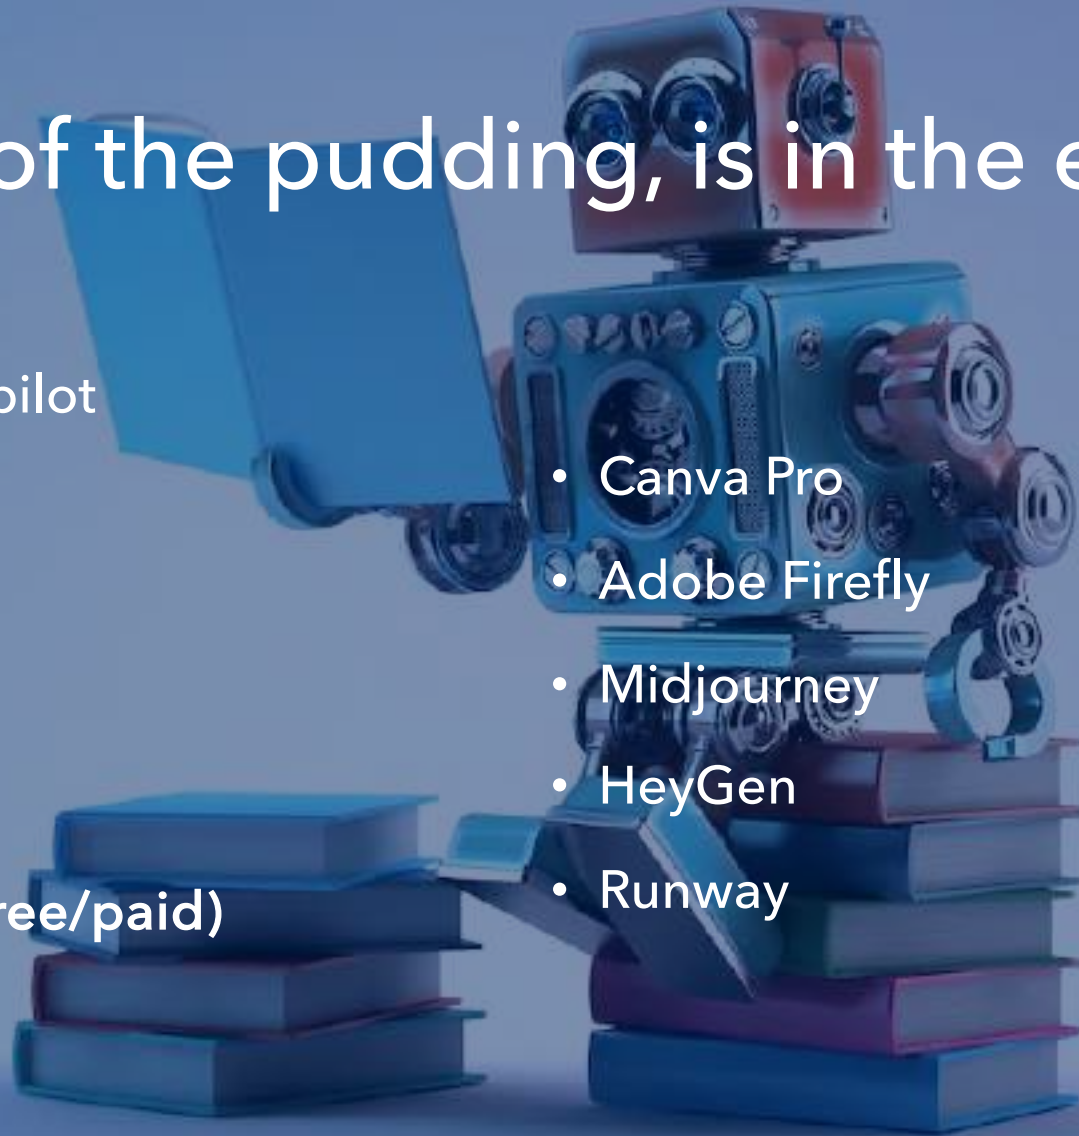 of the pudding, is in the e
pilot
• Canva Pro
• Adobe Firefly
• Midjourney
• HeyGen
• Runway
ree/paid)